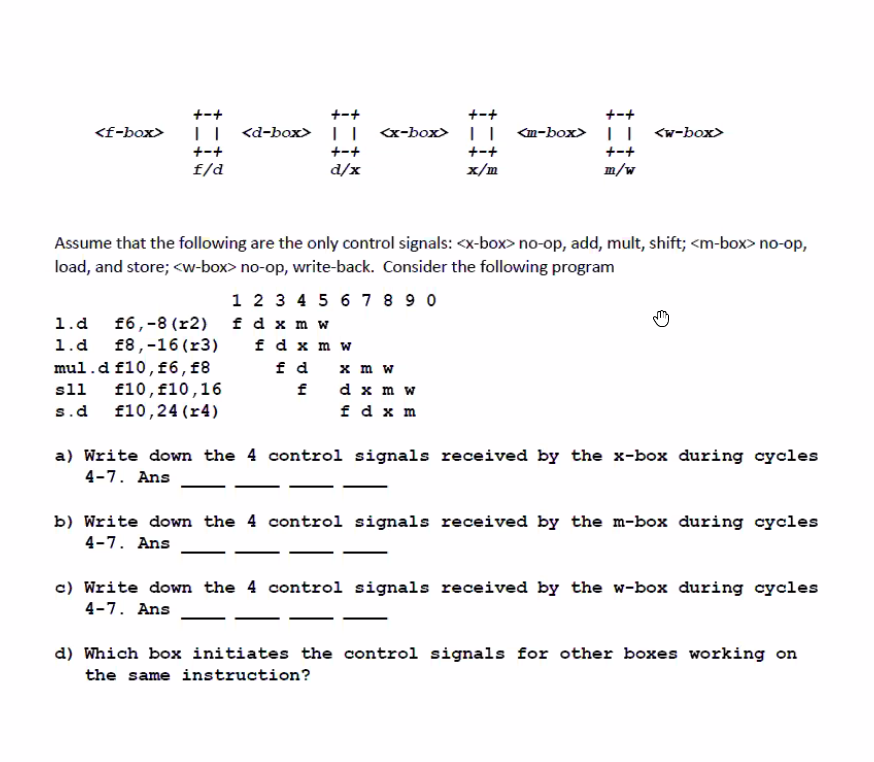 +-+ +-+ +-+ +-+
<f-box> | | <d-box> | | <x-box> | | <m-box> | | <w-box>
+-+ +-+ +-+ +-+
f/d d/x x/m m/w
Assume that the following are the only control signals: <x-box> no-op, add, mult, shift; <m-box> no-op,
load, and store; <w-box> no-op, write-back. Consider the following program
1 2 3 4 5 6 7 8 9 0
l.d f6,-8(r2) f d x m w
l.d f8,-16(r3) f d x m w
mul.d f10,f6,f8 f d x m w
sll f10,f10,16 f d x m w
s.d f10,24(r4) f d x m
a) Write down the 4 control signals received by the x-box during cycles
4-7. Ans ____ ____ ____ ____
b) Write down the 4 control signals received by the m-box during cycles
4-7. Ans ____ ____ ____ ____
c) Write down the 4 control signals received by the w-box during cycles
4-7. Ans ____ ____ ____ ____
d) Which box initiates the control signals for other boxes working on
the same instruction?